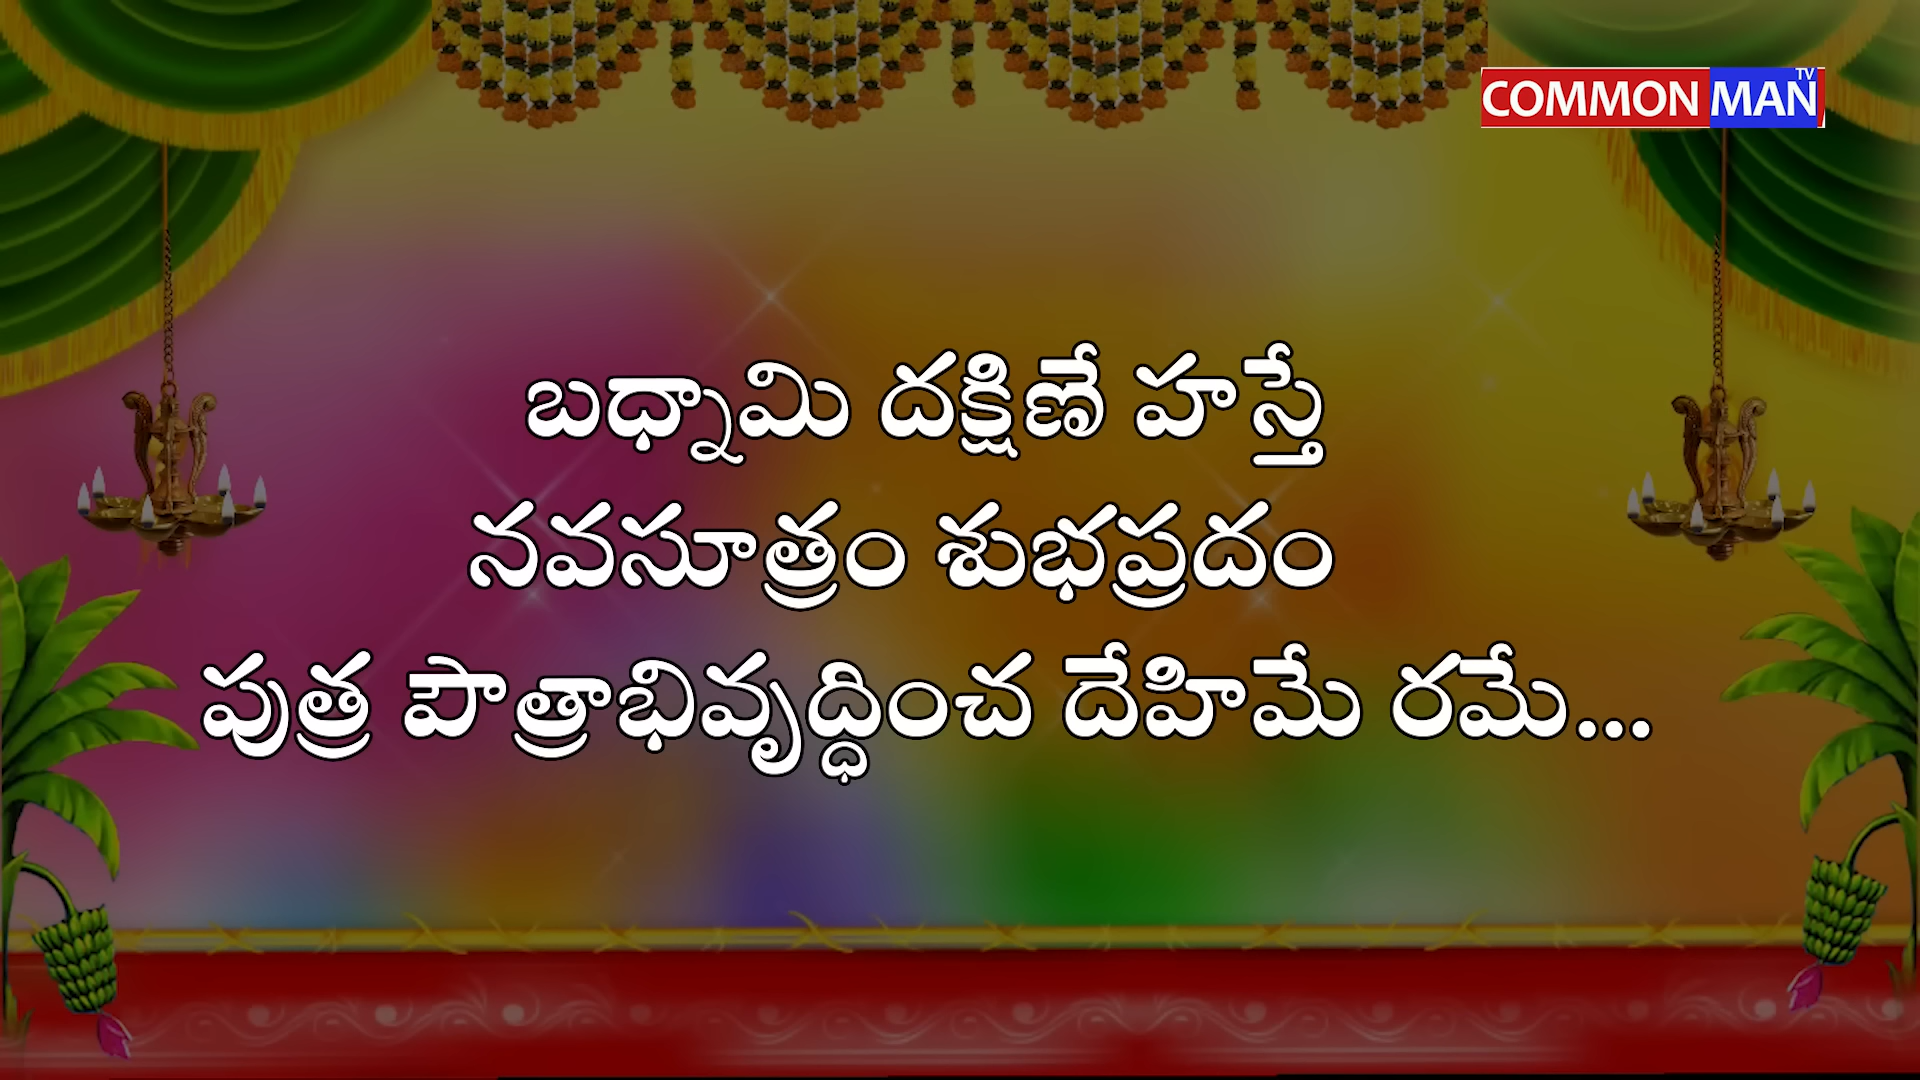 COMMON MAN TV
బధ్నామి దక్షిణే హస్తే
నవసూత్రం శుభప్రదం
పుత్ర పౌత్రాభివృద్ధించ దేహిమే రమే...